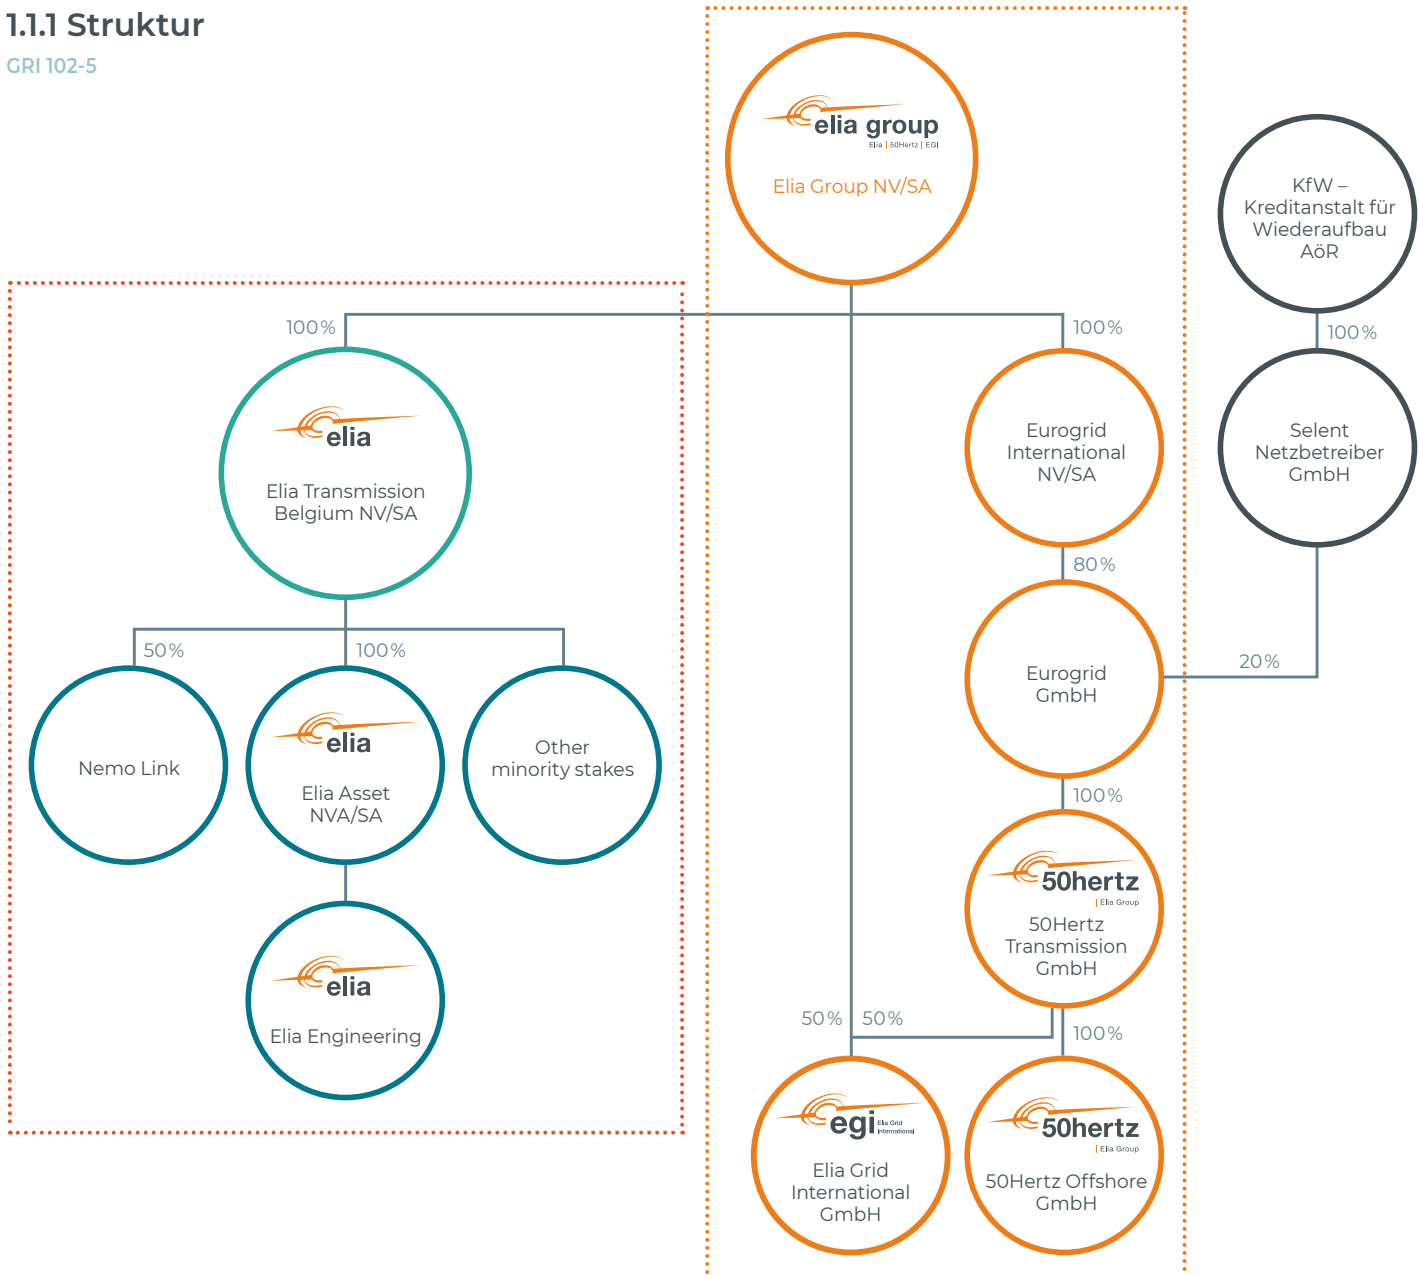 1.1.1 Struktur
GRI 102-5
elia group
Elia | 50Hertz | EGI
Elia Group NV/SA
KfW –
Kreditanstalt für
Wiederaufbau
AöR
100%
100%
100%
elia
Elia Transmission
Belgium NV/SA
Eurogrid
International
NV/SA
Selent
Netzbetreiber
GmbH
80%
50%
100%
20%
Nemo Link
elia
Elia Asset
NVA/SA
Other
minority stakes
Eurogrid
GmbH
100%
50hertz
| Elia Group
50Hertz
Transmission
GmbH
elia
Elia Engineering
50%
50%
100%
egi
Elia Grid
International
Elia Grid
International
GmbH
50hertz
| Elia Group
50Hertz Offshore
GmbH